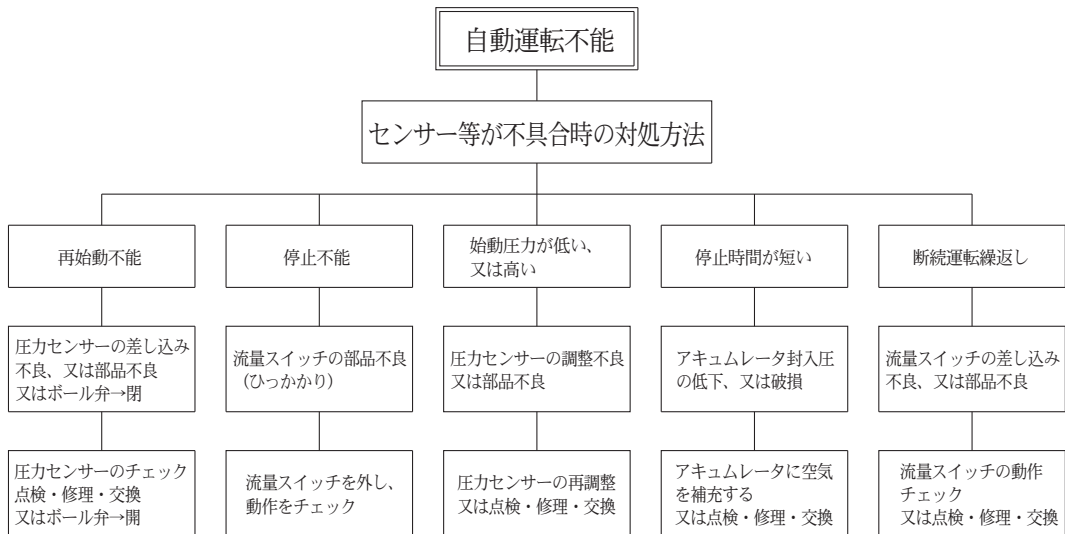 自動運転不能
センサー等が不具合時の対処方法
再始動不能
停止不能
始動圧力が低い、
又は高い
停止時間が短い
断続運転繰返し
圧力センサーの差し込み
不良、又は部品不良
又はボール弁→閉
流量スイッチの部品不良
（ひっかかり）
圧力センサーの調整不良
又は部品不良
アキュムレータ封入圧
の低下、又は破損
流量スイッチの差し込み
不良、又は部品不良
圧力センサーのチェック
点検・修理・交換
又はボール弁→開
流量スイッチを外し、
動作をチェック
圧力センサーの再調整
又は点検・修理・交換
アキュムレータに空気
を補充する
又は点検・修理・交換
流量スイッチの動作
チェック
又は点検・修理・交換